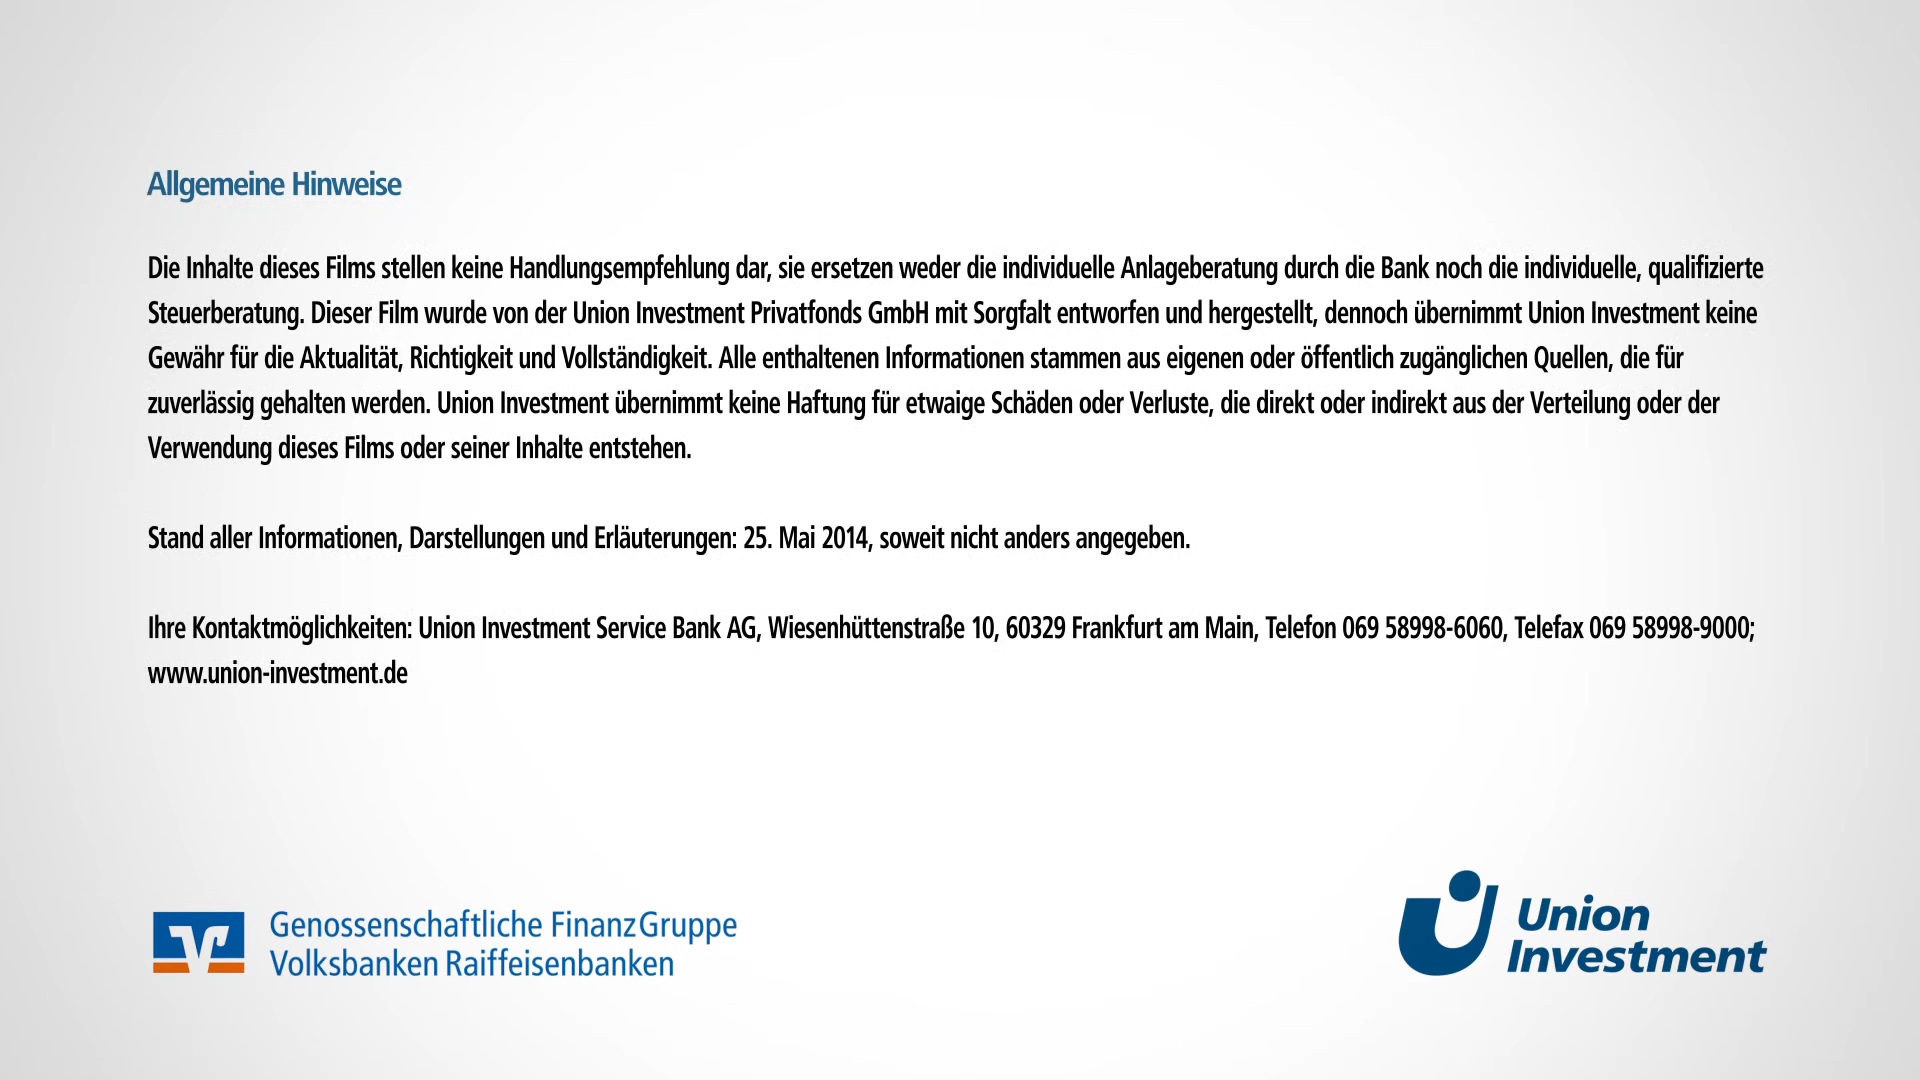 Allgemeine Hinweise
Die Inhalte dieses Films stellen keine Handlungsempfehlung dar, sie ersetzen weder die individuelle Anlageberatung durch die Bank noch die individuelle, qualifizierte
Steuerberatung. Dieser Film wurde von der Union Investment Privatfonds GmbH mit Sorgfalt entworfen und hergestellt, dennoch übernimmt Union Investment keine
Gewähr für die Aktualität, Richtigkeit und Vollständigkeit. Alle enthaltenen Informationen stammen aus eigenen oder öffentlich zugänglichen Quellen, die für
zuverlässig gehalten werden. Union Investment übernimmt keine Haftung für etwaige Schäden oder Verluste, die direkt oder indirekt aus der Verteilung oder der
Verwendung dieses Films oder seiner Inhalte entstehen.
Stand aller Informationen, Darstellungen und Erläuterungen: 25. Mai 2014, soweit nicht anders angegeben.
Ihre Kontaktmöglichkeiten: Union Investment Service Bank AG, Wiesenhüttenstraße 10, 60329 Frankfurt am Main, Telefon 069 58998-6060, Telefax 069 58998-9000;
www.union-investment.de
Genossenschaftliche FinanzGruppe
Volksbanken Raiffeisenbanken
Union
Investment